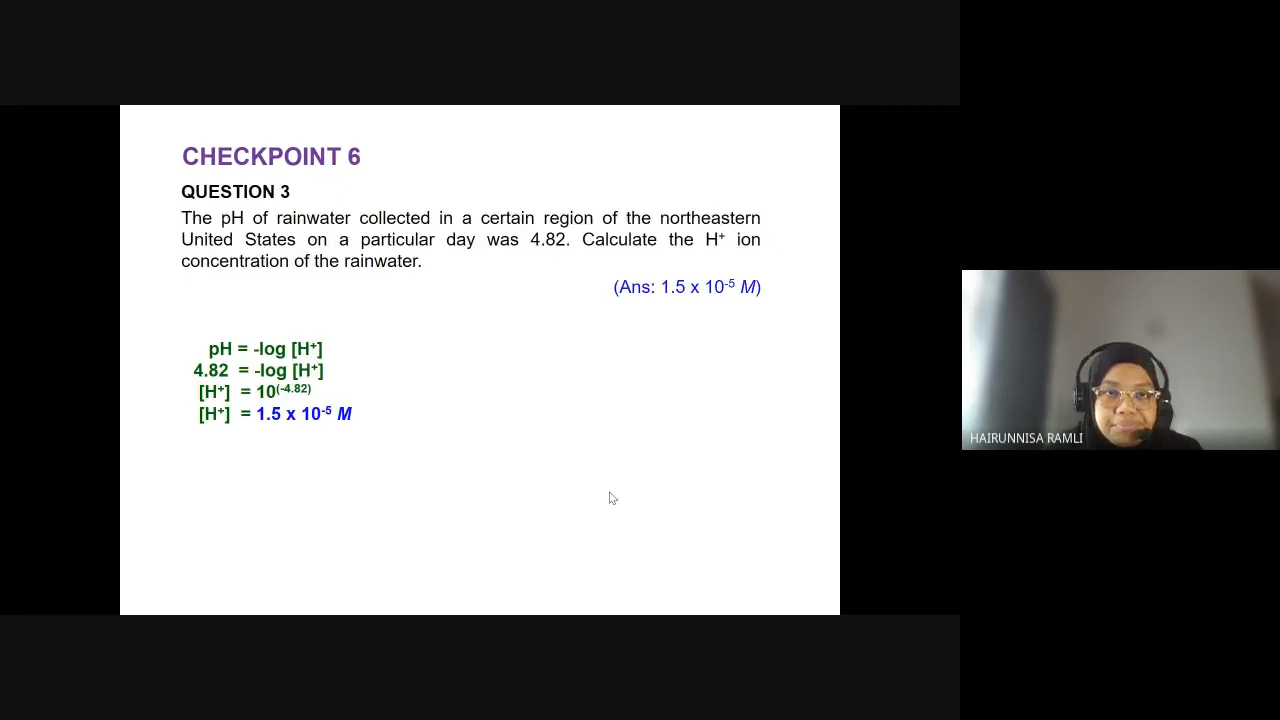 CHECKPOINT 6
QUESTION 3
The pH of rainwater collected in a certain region of the northeastern
United States on a particular day was 4.82. Calculate the H⁺ ion
concentration of the rainwater.
(Ans: 1.5 x 10⁻⁵ M)
pH = -log [H⁺]
4.82 = -log [H⁺]
[H⁺] = 10⁽⁻⁴·⁸²⁾
[H⁺] = 1.5 x 10⁻⁵ M
HAIRUNNISA RAMLI